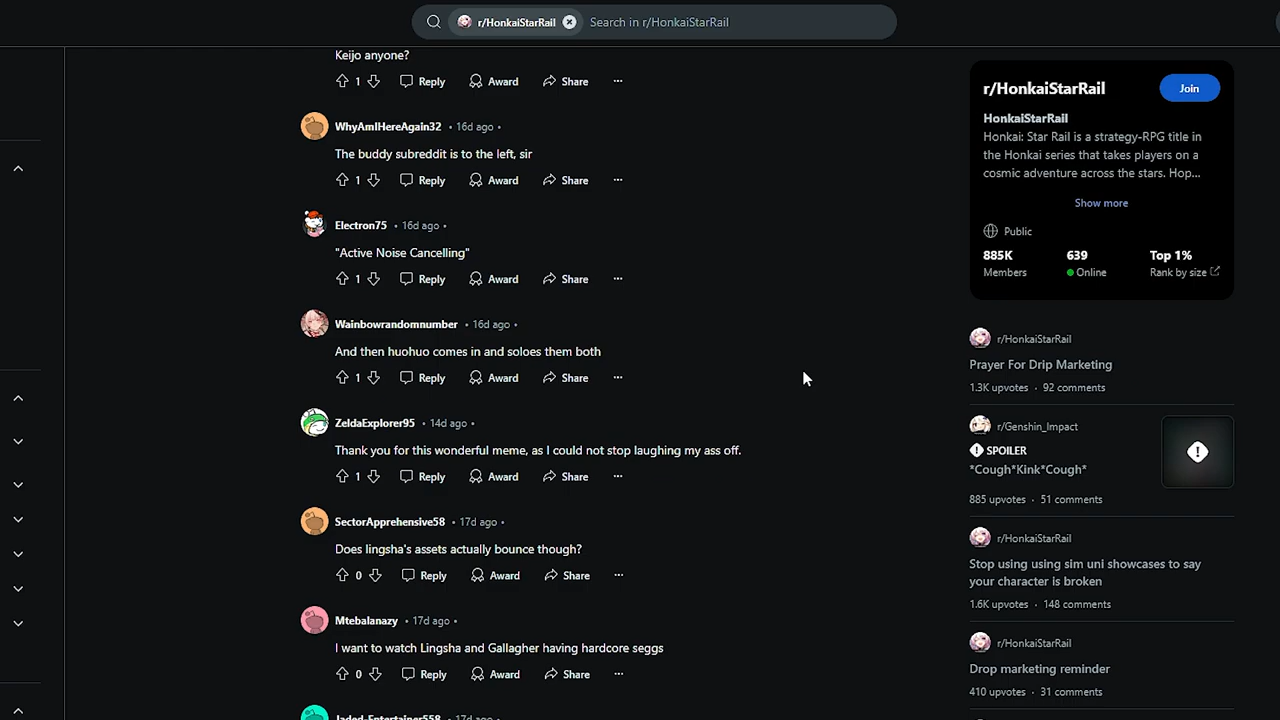 r/HonkaiStarRail
Search in r/HonkaiStarRail
Keijo anyone?
1 Reply Award Share
WhyAmIHereAgain32 • 16d ago •
The buddy subreddit is to the left, sir
1 Reply Award Share
Electron75 • 16d ago •
"Active Noise Cancelling"
1 Reply Award Share
Wainbowrandomnumber • 16d ago •
And then huohuo comes in and soloes them both
1 Reply Award Share
ZeldaExplorer95 • 14d ago •
Thank you for this wonderful meme, as I could not stop laughing my ass off.
1 Reply Award Share
SectorApprehensive58 • 17d ago •
Does lingsha's assets actually bounce though?
0 Reply Award Share
Mtebalanazy • 17d ago •
I want to watch Lingsha and Gallagher having hardcore seggs
0 Reply Award Share
Jaded-Entertainer558 • 17d ago •
r/HonkaiStarRail Join
HonkaiStarRail
Honkai: Star Rail is a strategy-RPG title in
the Honkai series that takes players on a
cosmic adventure across the stars. Hop...
Show more
Public
885K 639 Top 1%
Members Online Rank by size
r/HonkaiStarRail
Prayer For Drip Marketing
1.3K upvotes • 92 comments
r/Genshin_Impact
SPOILER
*Cough*Kink*Cough*
885 upvotes • 51 comments
r/HonkaiStarRail
Stop using using sim uni showcases to say
your character is broken
1.6K upvotes • 148 comments
r/HonkaiStarRail
Drop marketing reminder
410 upvotes • 31 comments